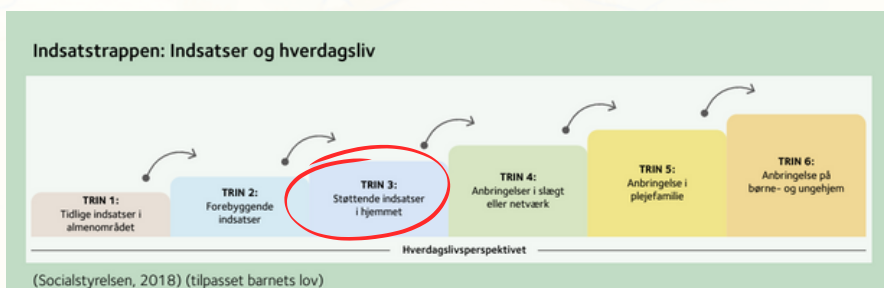 Indsatstrappen: Indsatser og hverdagsliv
TRIN 1:
Tidlige indsatser i
almenområdet
TRIN 2:
Forebyggende
indsatser
TRIN 3:
Støttende indsatser
i hjemmet
TRIN 4:
Anbringelser i slægt
eller netværk
TRIN 5:
Anbringelse i
plejefamilie
TRIN 6:
Anbringelse på
børne- og ungehjem
Hverdagslivsperspektivet
(Socialstyrelsen, 2018) (tilpasset barnets lov)